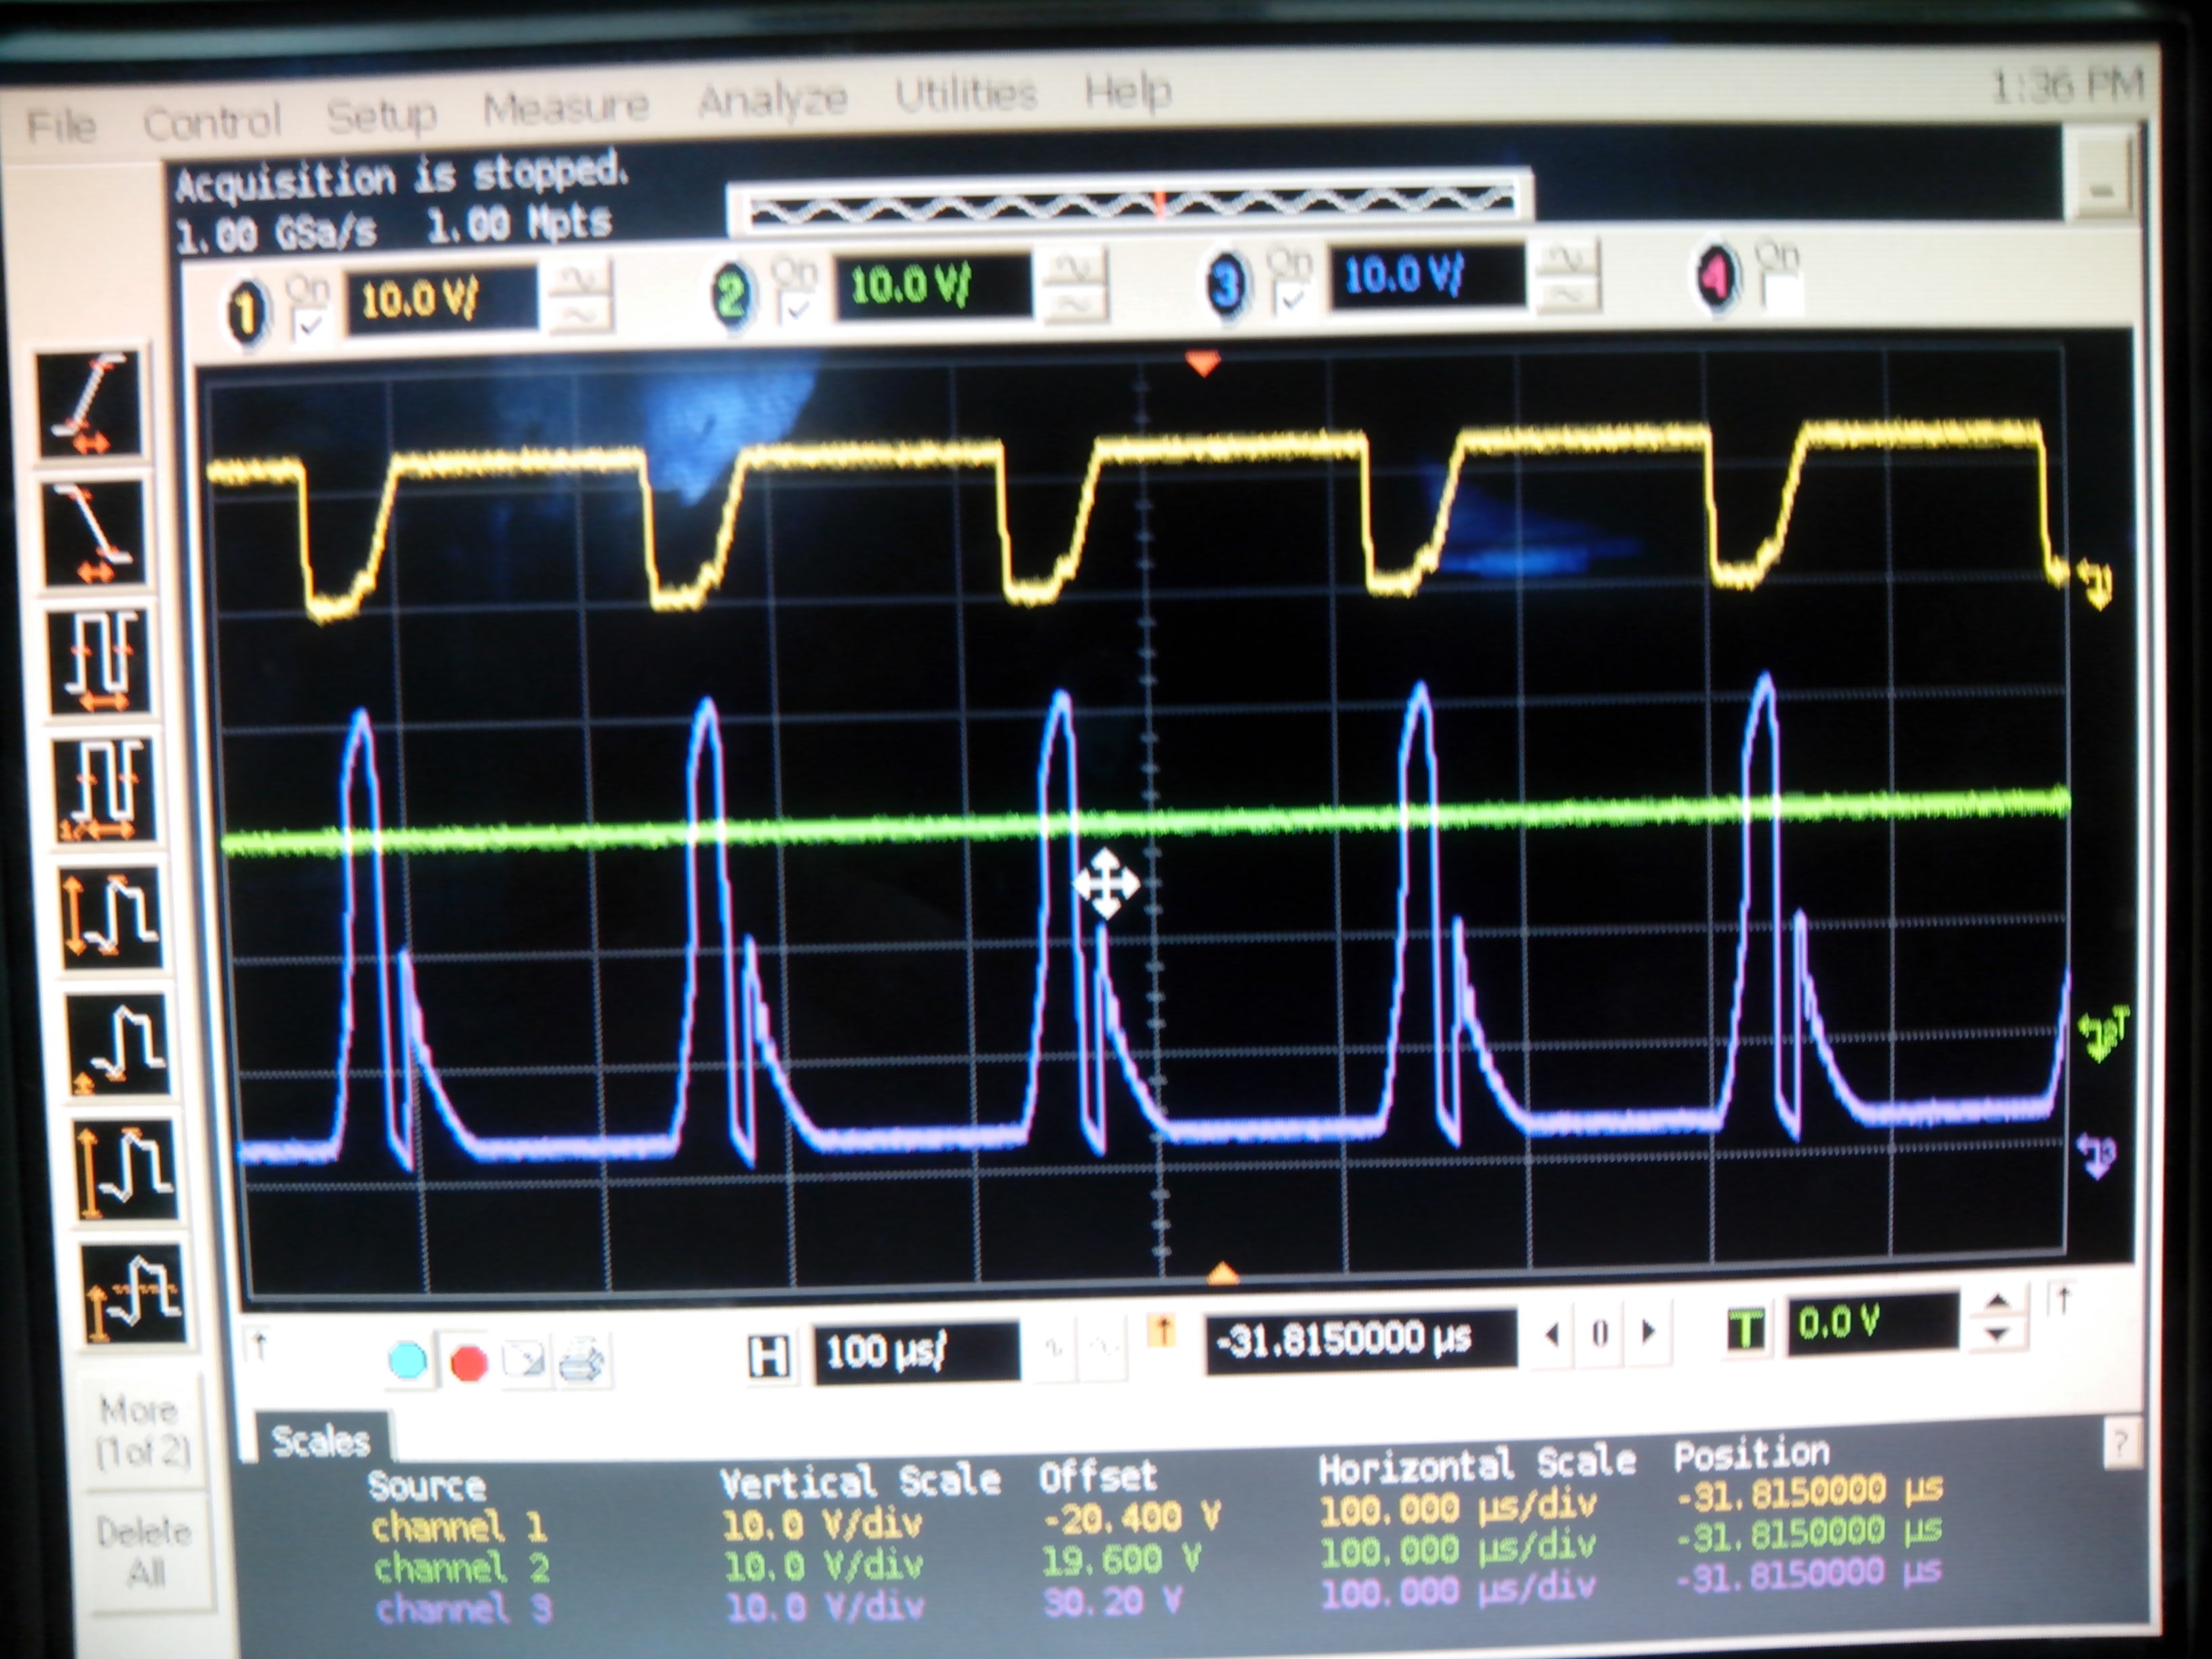 File Control Setup Measure Analyze Utilities Help 1:36 PM
Acquisition is stopped.
1.00 GSa/s 1.00 Mpts
1 On 10.0 V/ 2 On 10.0 V/ 3 On 10.0 V/ 4 On
H 100 µs/ -31.8150000 µs 0 T 0.0 V
More
(1 of 2)
Delete
All
Scales
?
Source Vertical Scale Offset Horizontal Scale Position
channel 1 10.0 V/div -20.400 V 100.000 µs/div -31.8150000 µs
channel 2 10.0 V/div 19.600 V 100.000 µs/div -31.8150000 µs
channel 3 10.0 V/div 30.20 V 100.000 µs/div -31.8150000 µs